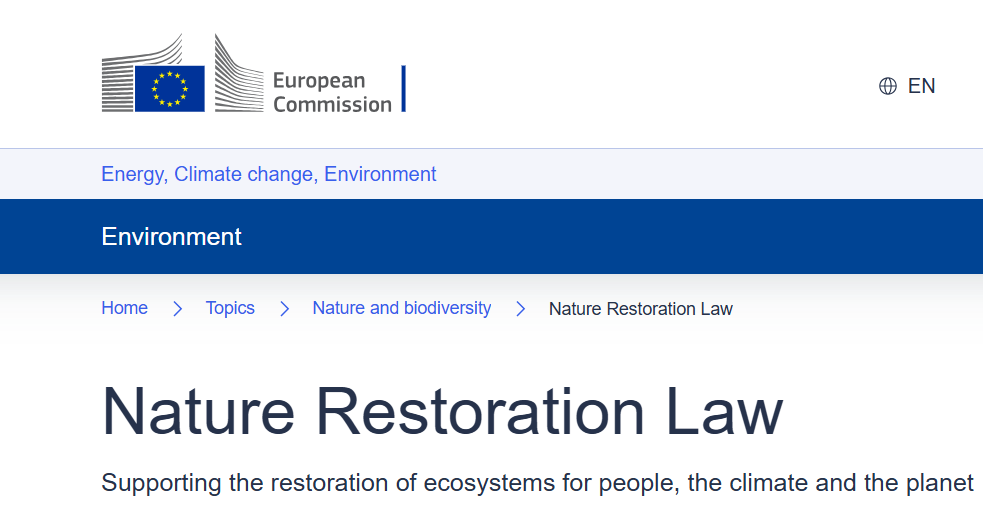 European
Commission
EN
Energy, Climate change, Environment
Environment
Home > Topics > Nature and biodiversity > Nature Restoration Law
Nature Restoration Law
Supporting the restoration of ecosystems for people, the climate and the planet